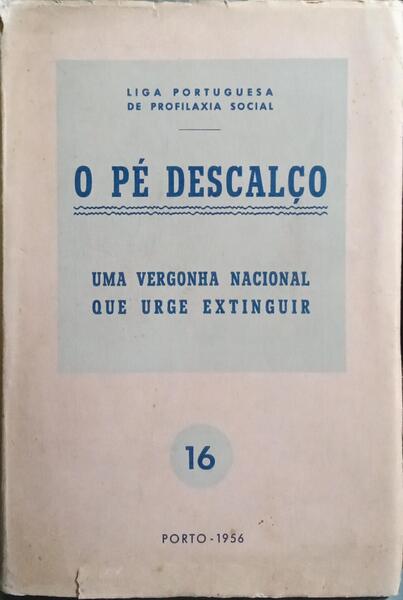 LIGA PORTUGUESA
DE PROFILAXIA SOCIAL
O PÉ DESCALÇO
UMA VERGONHA NACIONAL
QUE URGE EXTINGUIR
16
PORTO-1956